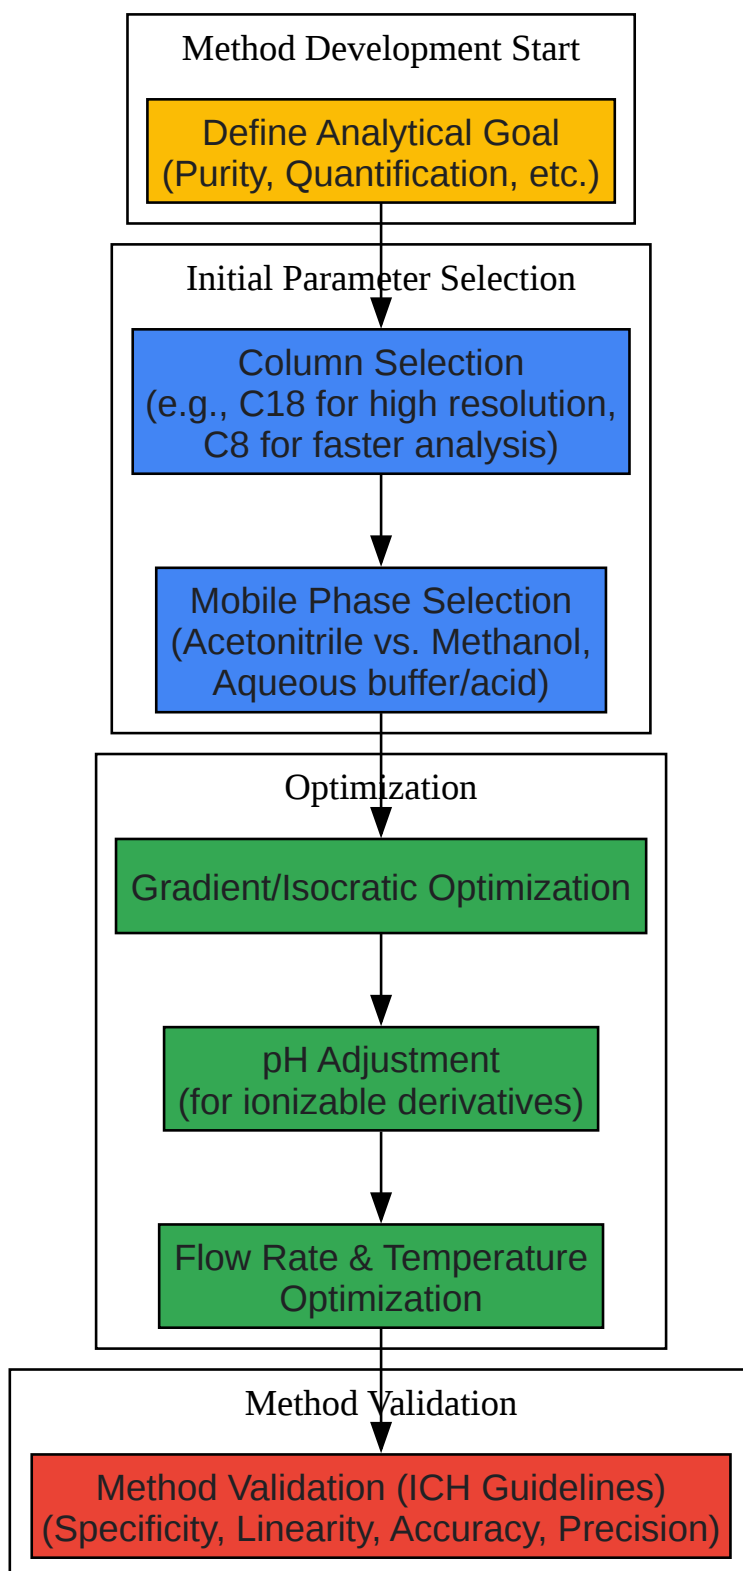 Method Development Start
Define Analytical Goal
(Purity, Quantification, etc.)
Initial Parameter Selection
Column Selection
(e.g., C18 for high resolution,
C8 for faster analysis)
Mobile Phase Selection
(Acetonitrile vs. Methanol,
Aqueous buffer/acid)
Optimization
Gradient/Isocratic Optimization
pH Adjustment
(for ionizable derivatives)
Flow Rate & Temperature
Optimization
Method Validation
Method Validation (ICH Guidelines)
(Specificity, Linearity, Accuracy, Precision)